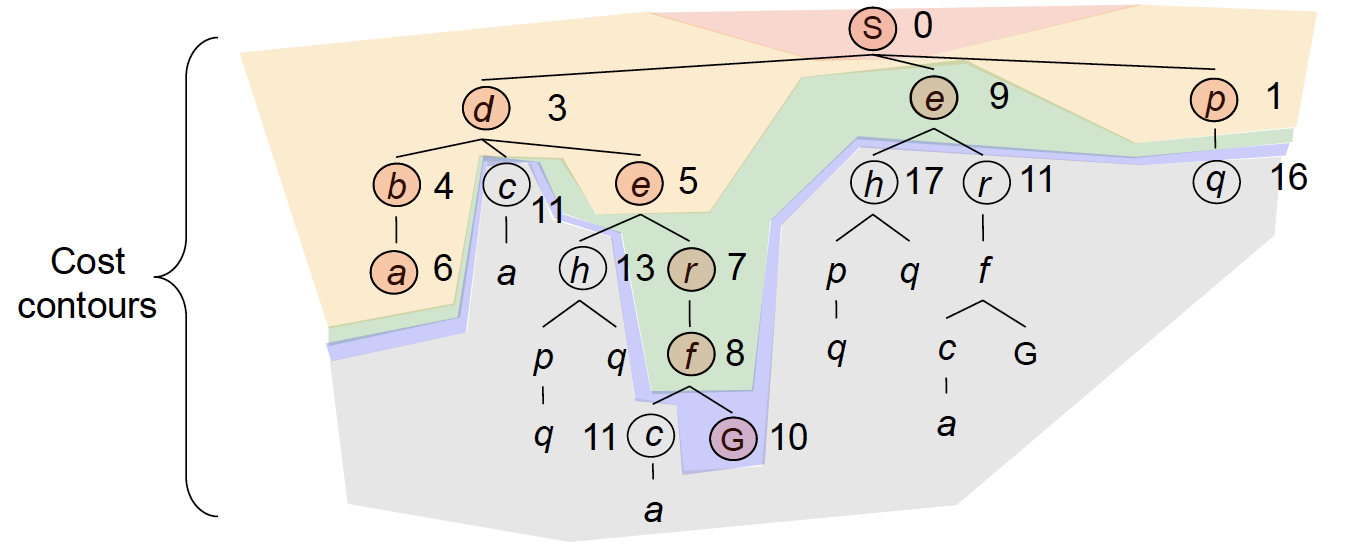 S 0
d 3
e 9
p 1
b 4
c 11
e 5
h 17
r 11
q 16
a 6
a
h 13
r 7
p
q
f
Cost
contours
p
q
f 8
q
c
G
q
11 c
G 10
a
a